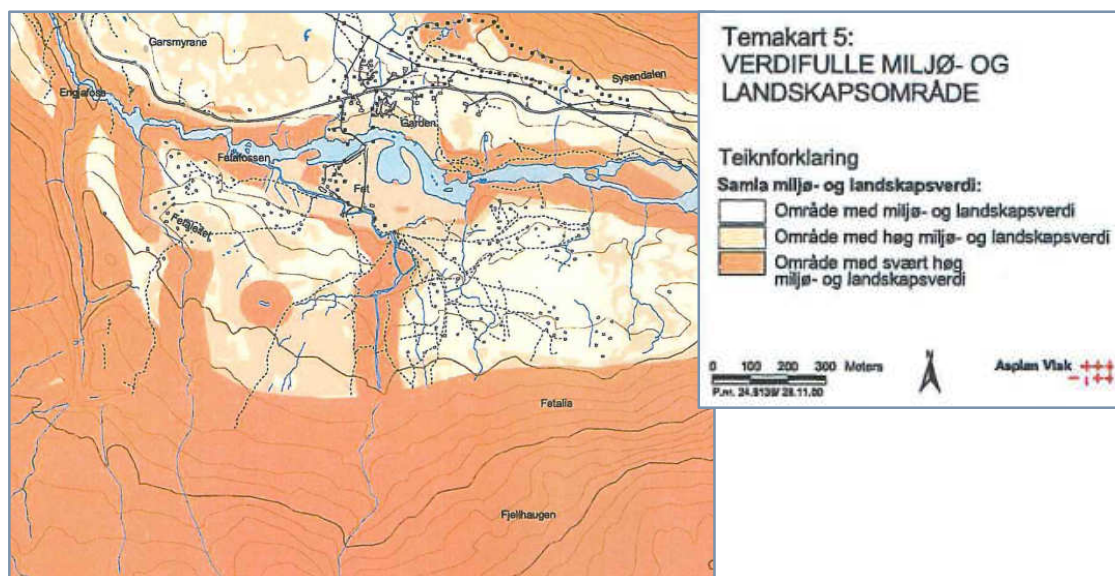 Garsmyrane
Sysendalen
Garden
Fetafossen
Fet
Fetalia
Fjellhaugen
Temakart 5:
VERDIFULLE MILJØ- OG
LANDSKAPSOMRÅDE
Teiknforklaring
Samla miljø- og landskapsverdi:
Område med miljø- og landskapsverdi
Område med høg miljø- og landskapsverdi
Område med svært høg
miljø- og landskapsverdi
0 100 200 300 Meters
N
Asplan Viak